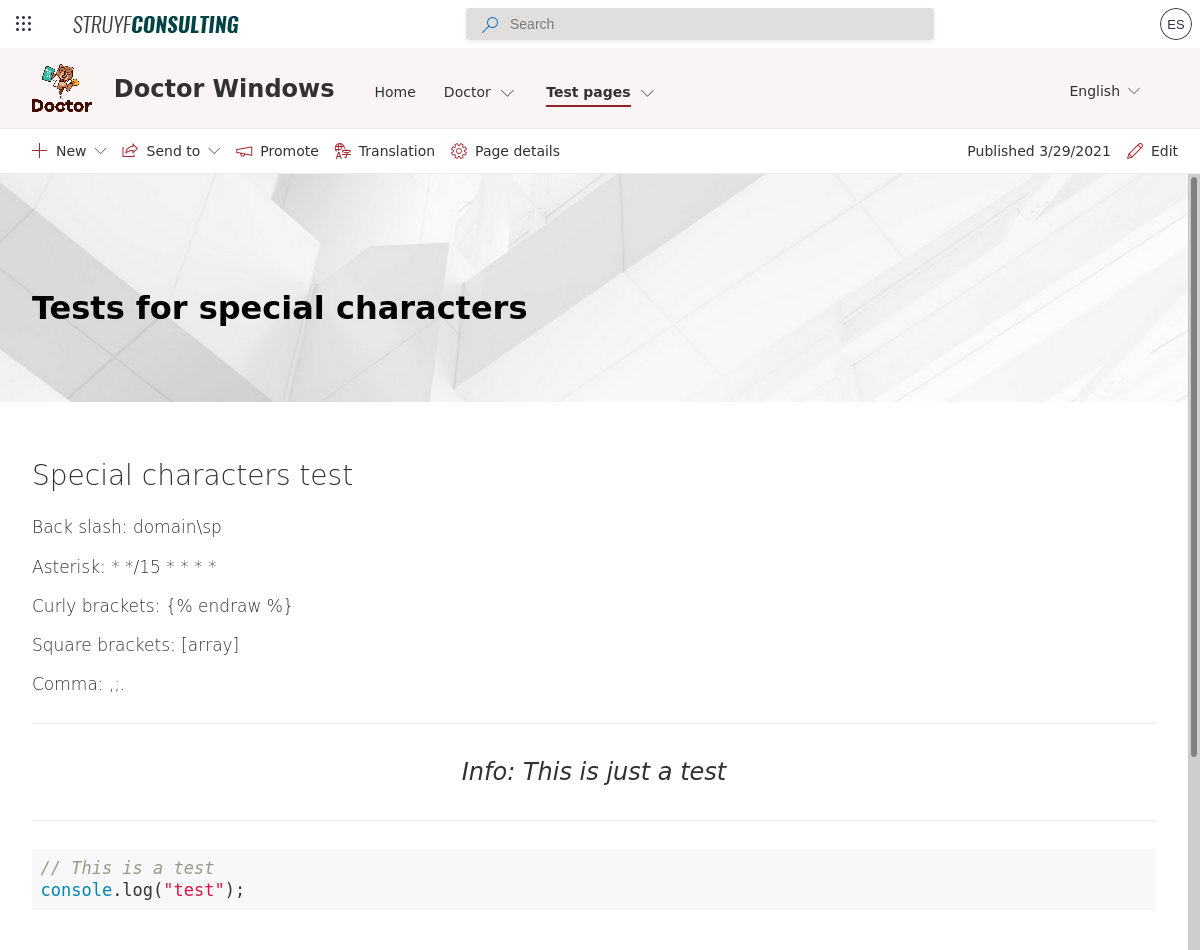 STRUYFCONSULTING
Search
ES
Doctor
Doctor Windows
Home
Doctor
Test pages
English
New
Send to
Promote
Translation
Page details
Published 3/29/2021
Edit
Tests for special characters
Special characters test
Back slash: domain\sp
Asterisk: * */15 * * * *
Curly brackets: {% endraw %}
Square brackets: [array]
Comma: ,;.
Info: This is just a test
// This is a test
console.log("test");